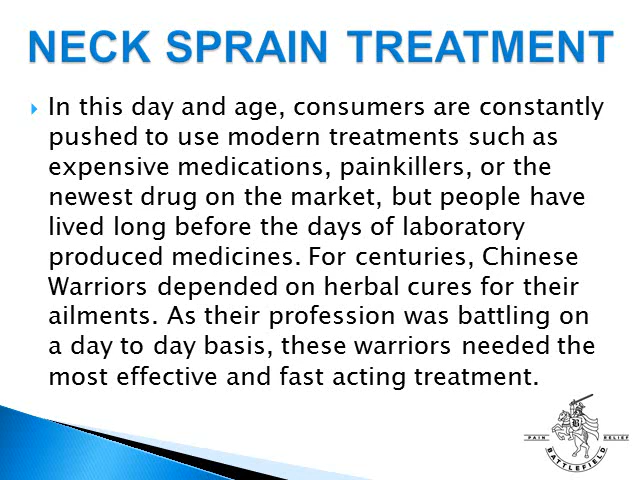 NECK SPRAIN TREATMENT
In this day and age, consumers are constantly
pushed to use modern treatments such as
expensive medications, painkillers, or the
newest drug on the market, but people have
lived long before the days of laboratory
produced medicines. For centuries, Chinese
Warriors depended on herbal cures for their
ailments. As their profession was battling on
a day to day basis, these warriors needed the
most effective and fast acting treatment.
B
PAIN RELIEF
BATTLEFIELD